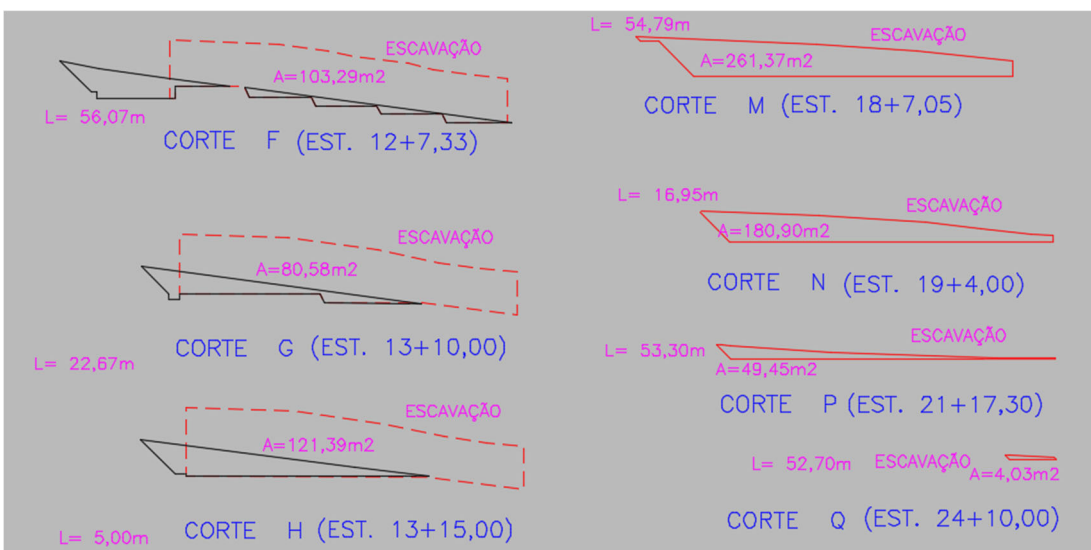 ESCAVAÇÃO
A=103,29m2
L= 56,07m
CORTE F (EST. 12+7,33)
ESCAVAÇÃO
A=80,58m2
CORTE G (EST. 13+10,00)
L= 22,67m
ESCAVAÇÃO
A=121,39m2
CORTE H (EST. 13+15,00)
L= 5,00m
L= 54,79m
ESCAVAÇÃO
A=261,37m2
CORTE M (EST. 18+7,05)
L= 16,95m
ESCAVAÇÃO
A=180,90m2
CORTE N (EST. 19+4,00)
ESCAVAÇÃO
L= 53,30m
A=49,45m2
CORTE P (EST. 21+17,30)
L= 52,70m ESCAVAÇÃO
A=4,03m2
CORTE Q (EST. 24+10,00)